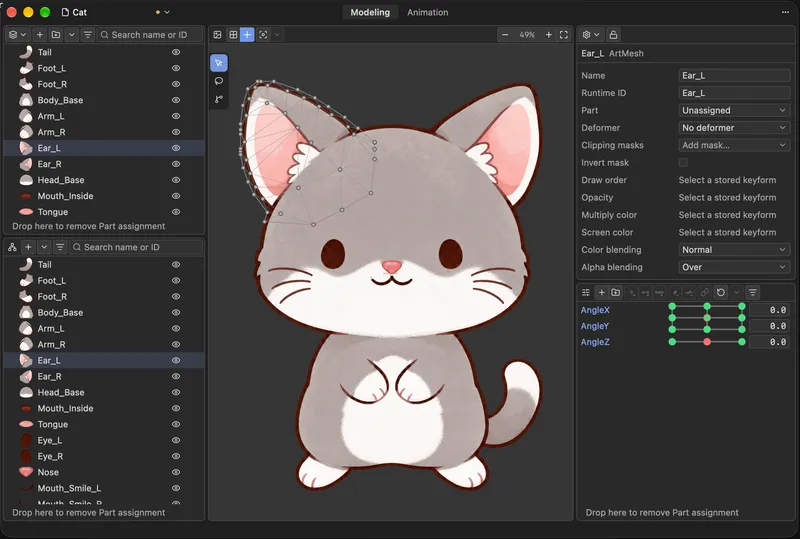 Cat
Modeling
Animation
Search name or ID
Tail
Foot_L
Foot_R
Body_Base
Arm_L
Arm_R
Ear_L
Ear_R
Head_Base
Mouth_Inside
Tongue
Drop here to remove Part assignment
Search name or ID
Tail
Foot_L
Foot_R
Body_Base
Arm_L
Arm_R
Ear_L
Ear_R
Head_Base
Mouth_Inside
Tongue
Eye_L
Eye_R
Nose
Mouth_Smile_L
Mouth_Smile_R
Drop here to remove Part assignment
49%
Ear_L ArtMesh
Name Ear_L
Runtime ID Ear_L
Part Unassigned
Deformer No deformer
Clipping masks Add mask...
Invert mask
Draw order Select a stored keyform
Opacity Select a stored keyform
Multiply color Select a stored keyform
Screen color Select a stored keyform
Color blending Normal
Alpha blending Over
AngleX 0.0
AngleY 0.0
AngleZ 0.0
Drop here to remove Part assignment